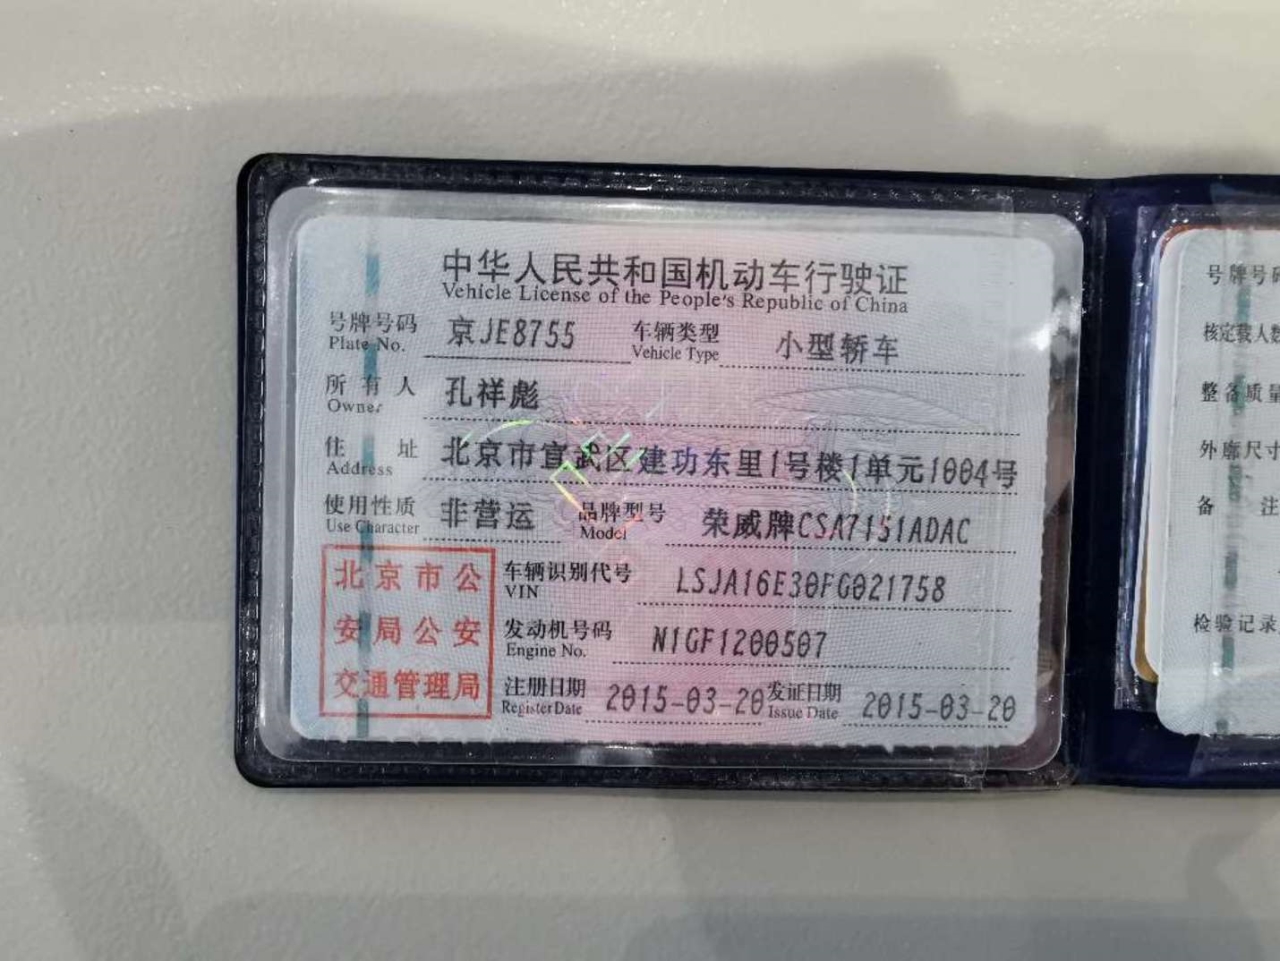 中华人民共和国机动车行驶证
Vehicle License of the People's Republic of China
号牌号码 京JE8755 车辆类型 小型轿车
Plate No. Vehicle Type
所有人 孔祥彪
Owner
住址 北京市宣武区建功东里1号楼1单元1004号
Address
使用性质 非营运 品牌型号 荣威牌CSA7151ADAC
Use Character Model
车辆识别代号 LSJA16E30FG021758
VIN
发动机号码 N1GF1200507
Engine No.
注册日期 2015-03-20 发证日期 2015-03-20
Register Date Issue Date
北京市公
安局公安
交通管理局
号牌号码
核定载人数
整备质量
外廓尺寸
备注
检验记录